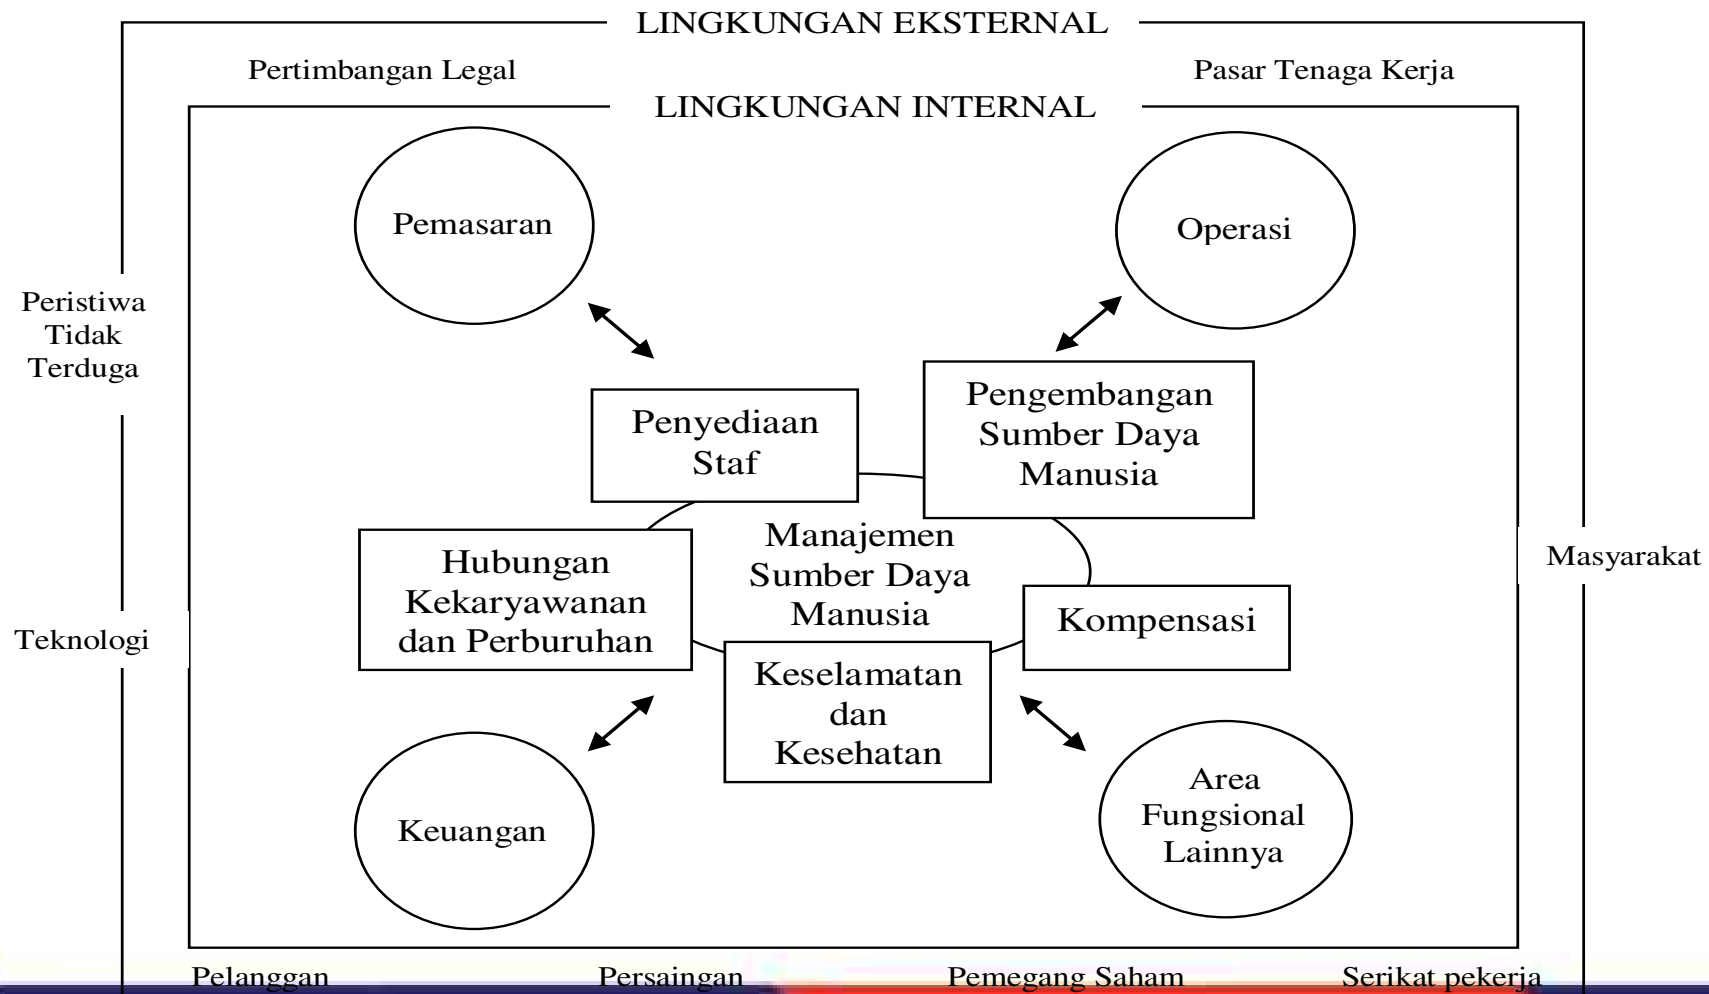 LINGKUNGAN EKSTERNAL
Pertimbangan Legal
Pasar Tenaga Kerja
LINGKUNGAN INTERNAL
Pemasaran
Operasi
Peristiwa
Tidak
Terduga
Penyediaan
Staf
Pengembangan
Sumber Daya
Manusia
Manajemen
Sumber Daya
Manusia
Hubungan
Kekaryawanan
dan Perburuhan
Masyarakat
Kompensasi
Teknologi
Keselamatan
dan
Kesehatan
Keuangan
Area
Fungsional
Lainnya
Pelanggan
Persaingan
Pemegang Saham
Serikat pekerja